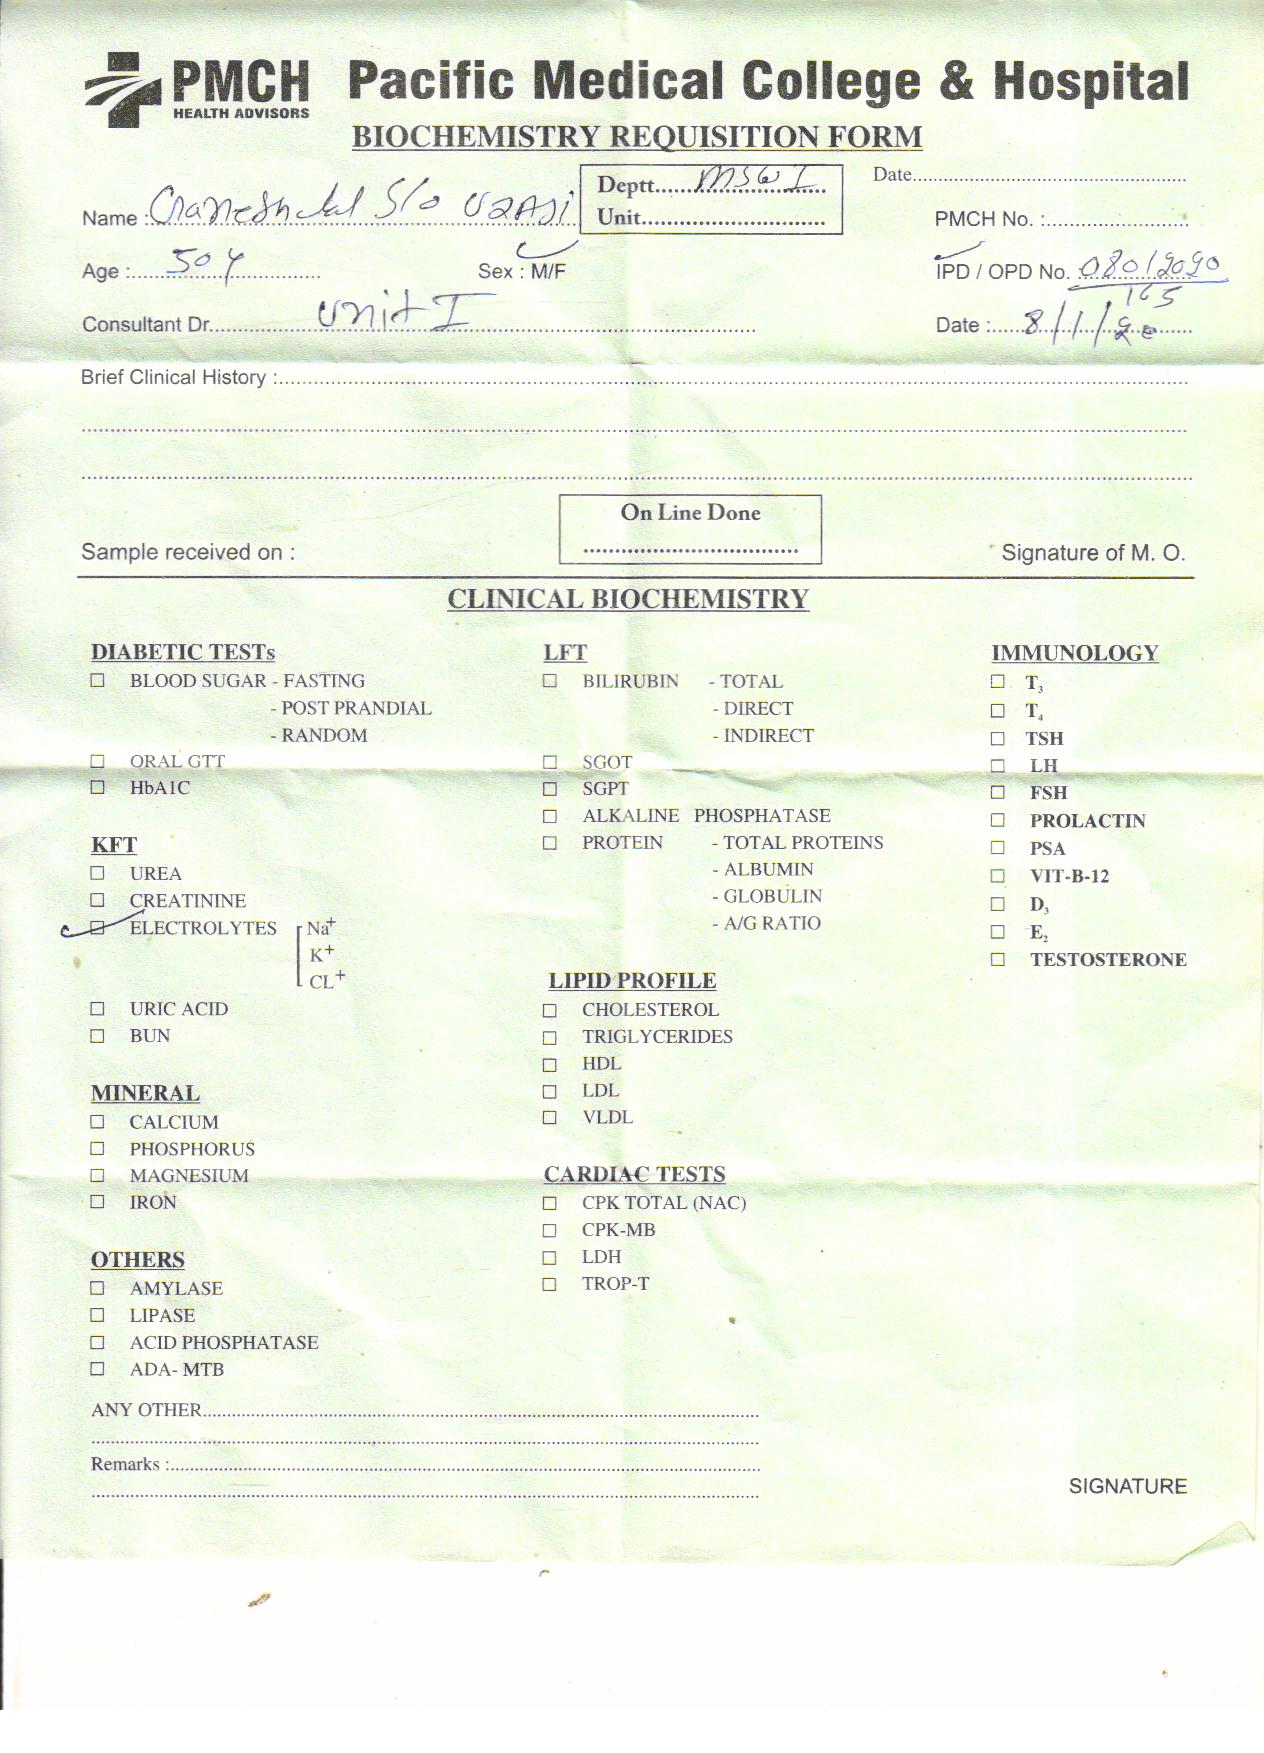 PMCH Pacific Medical College & Hospital
HEALTH ADVISORS
BIOCHEMISTRY REQUISITION FORM
Name : Ganeshlal S/o Deptt...... MSW I Date
Unit PMCH No. :
Age : 50 Y Sex : M/F IPD / OPD No. : 080/2020
165
Consultant Dr. Unit I Date : 8/1/20
Brief Clinical History :
On Line Done
Sample received on : Signature of M. O.
CLINICAL BIOCHEMISTRY
DIABETIC TESTs
BLOOD SUGAR - FASTING
- POST PRANDIAL
- RANDOM
ORAL GTT
HbA1C
KFT
UREA
CREATININE
ELECTROLYTES Na+
K+
CL+
URIC ACID
BUN
MINERAL
CALCIUM
PHOSPHORUS
MAGNESIUM
IRON
OTHERS
AMYLASE
LIPASE
ACID PHOSPHATASE
ADA- MTB
LFT
BILIRUBIN - TOTAL
- DIRECT
- INDIRECT
SGOT
SGPT
ALKALINE PHOSPHATASE
PROTEIN - TOTAL PROTEINS
- ALBUMIN
- GLOBULIN
- A/G RATIO
LIPID PROFILE
CHOLESTEROL
TRIGLYCERIDES
HDL
LDL
VLDL
CARDIAC TESTS
CPK TOTAL (NAC)
CPK-MB
LDH
TROP-T
IMMUNOLOGY
T3
T4
TSH
LH
FSH
PROLACTIN
PSA
VIT-B-12
D3
E2
TESTOSTERONE
ANY OTHER
Remarks :
SIGNATURE